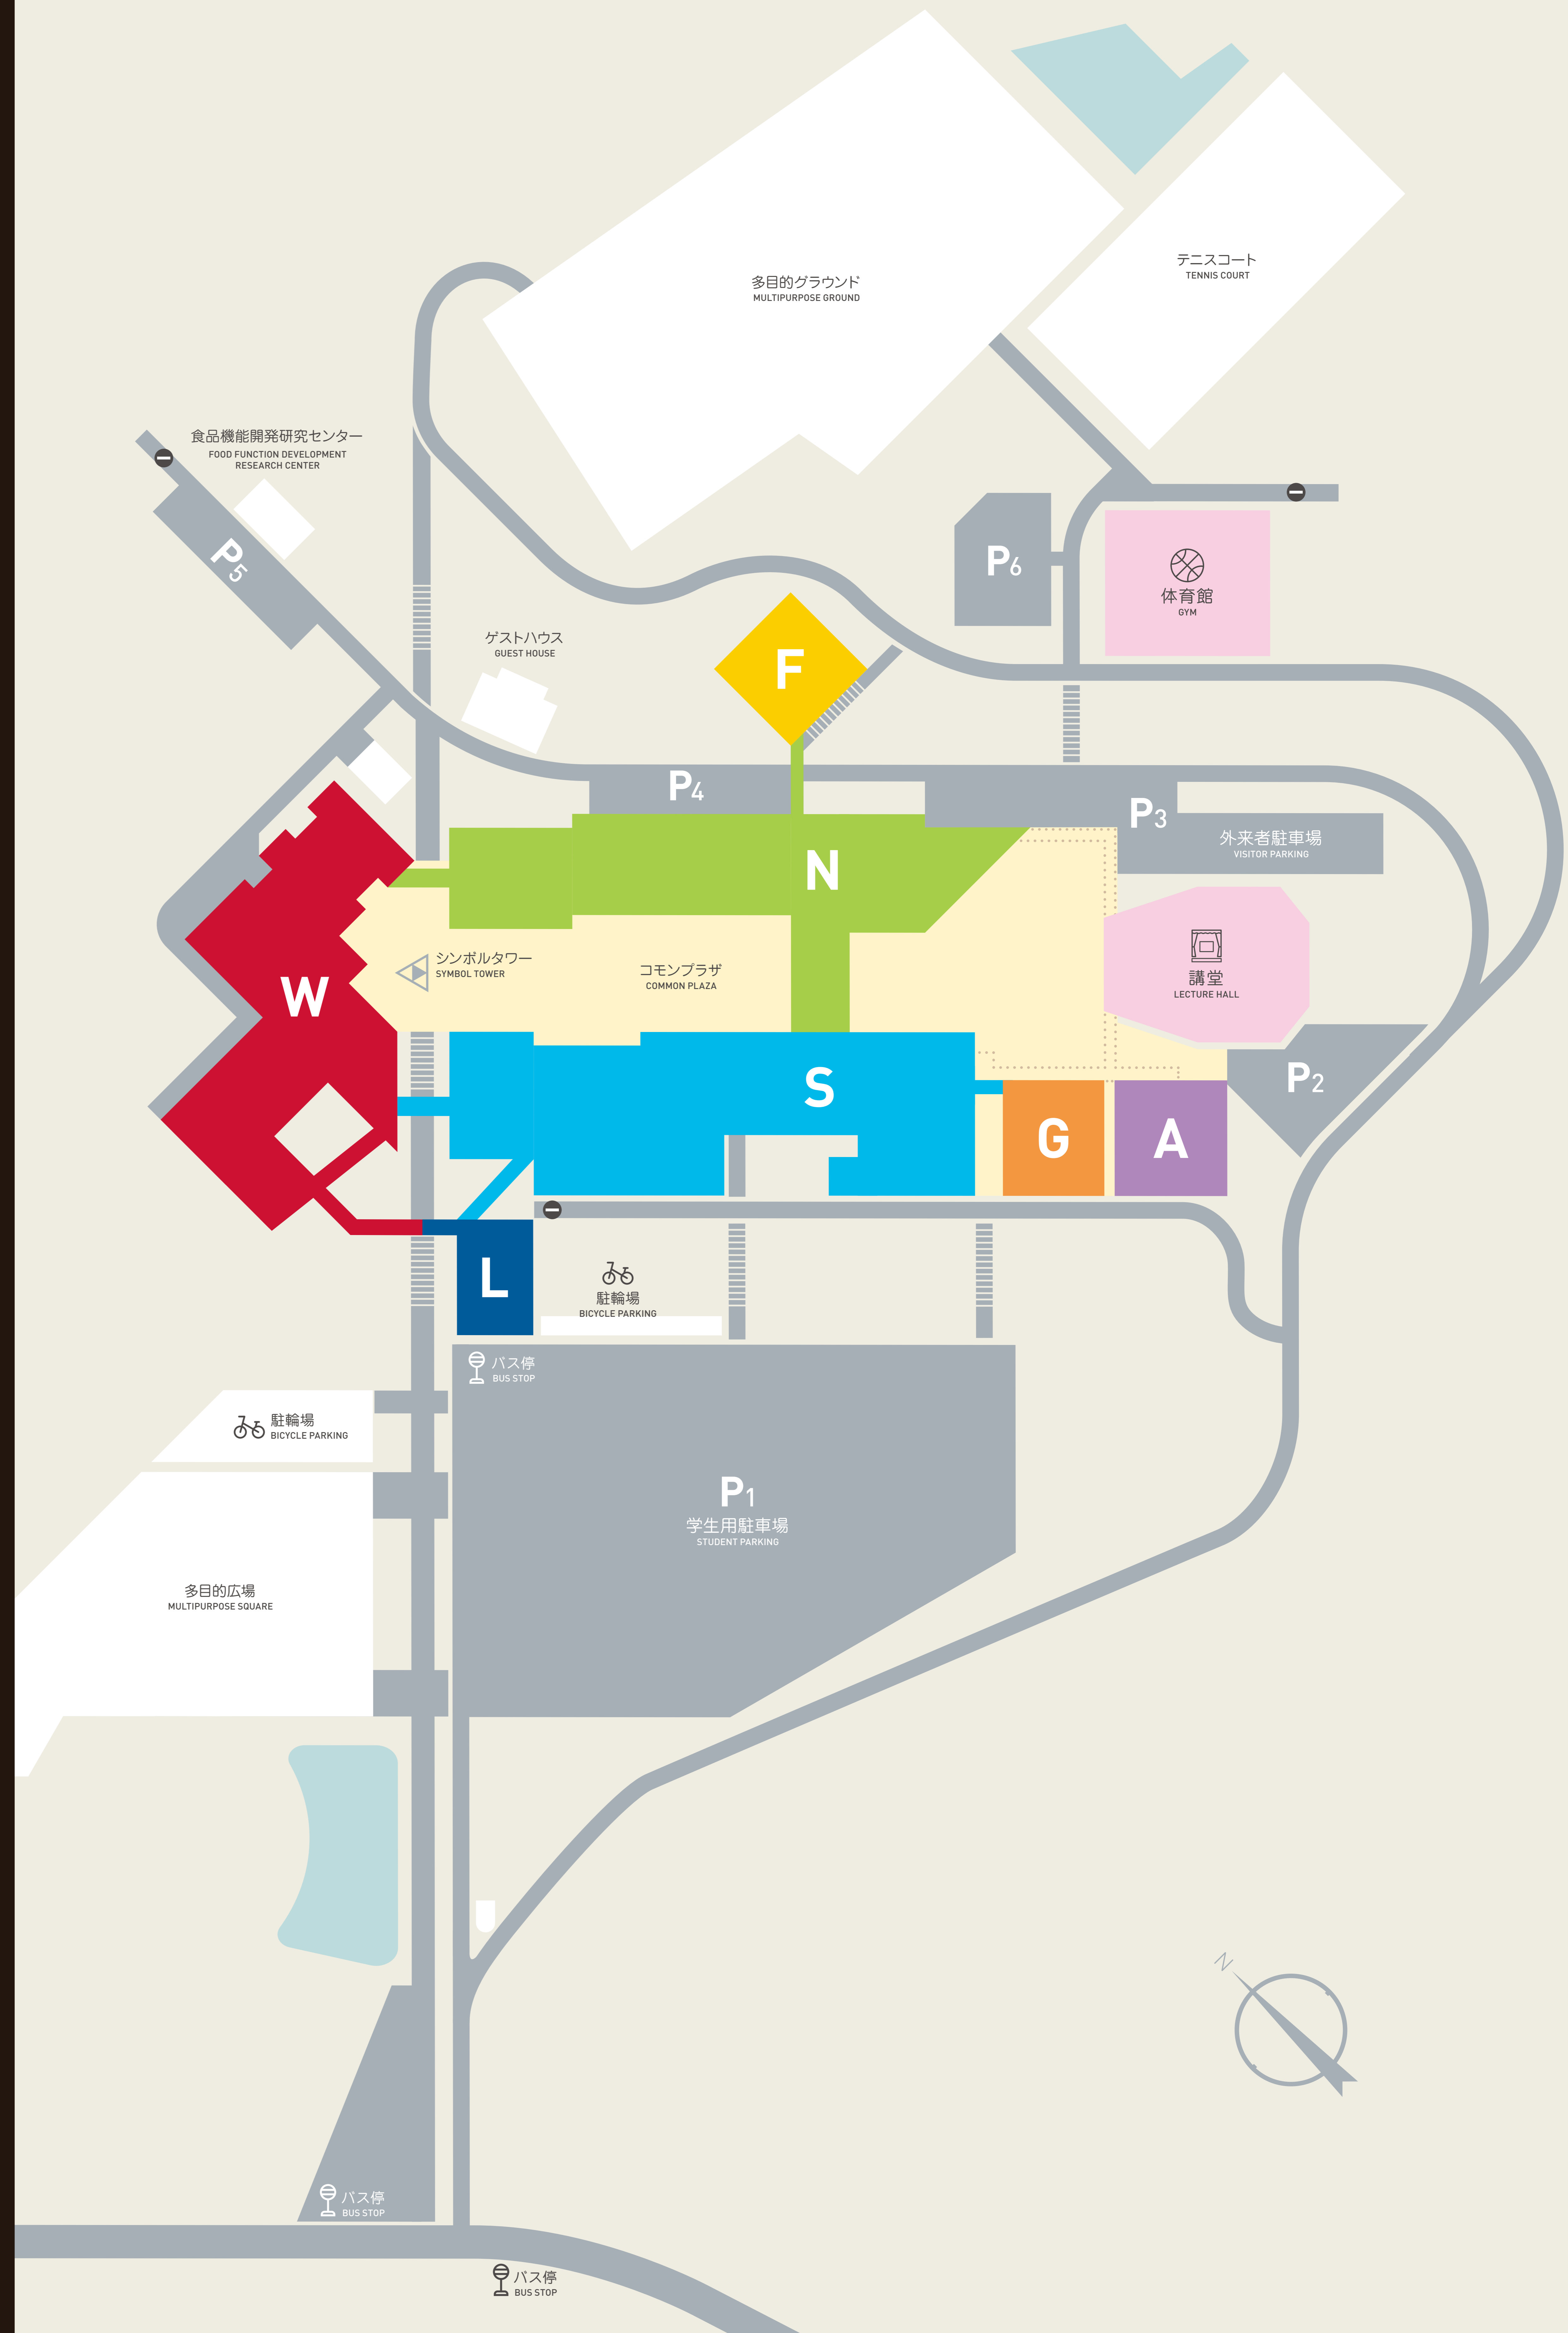 テニスコート
TENNIS COURT
多目的グラウンド
MULTIPURPOSE GROUND
食品機能開発研究センター
FOOD FUNCTION DEVELOPMENT
RESEARCH CENTER
P5
P6
体育館
GYM
ゲストハウス
GUEST HOUSE
F
P4
P3
外来者駐車場
VISITOR PARKING
N
シンボルタワー
SYMBOL TOWER
コモンプラザ
COMMON PLAZA
講堂
LECTURE HALL
W
S
P2
G
A
L
駐輪場
BICYCLE PARKING
バス停
BUS STOP
駐輪場
BICYCLE PARKING
P1
学生用駐車場
STUDENT PARKING
多目的広場
MULTIPURPOSE SQUARE
N
バス停
BUS STOP
バス停
BUS STOP